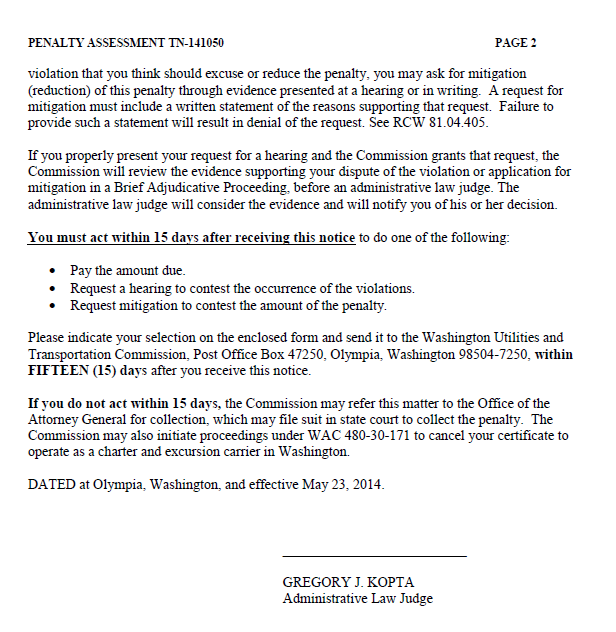 PENALTY ASSESSMENT TN-141050 PAGE 2
violation that you think should excuse or reduce the penalty, you may ask for mitigation
(reduction) of this penalty through evidence presented at a hearing or in writing. A request for
mitigation must include a written statement of the reasons supporting that request. Failure to
provide such a statement will result in denial of the request. See RCW 81.04.405.
If you properly present your request for a hearing and the Commission grants that request, the
Commission will review the evidence supporting your dispute of the violation or application for
mitigation in a Brief Adjudicative Proceeding, before an administrative law judge. The
administrative law judge will consider the evidence and will notify you of his or her decision.
You must act within 15 days after receiving this notice to do one of the following:
• Pay the amount due.
• Request a hearing to contest the occurrence of the violations.
• Request mitigation to contest the amount of the penalty.
Please indicate your selection on the enclosed form and send it to the Washington Utilities and
Transportation Commission, Post Office Box 47250, Olympia, Washington 98504-7250, within
FIFTEEN (15) days after you receive this notice.
If you do not act within 15 days, the Commission may refer this matter to the Office of the
Attorney General for collection, which may file suit in state court to collect the penalty. The
Commission may also initiate proceedings under WAC 480-30-171 to cancel your certificate to
operate as a charter and excursion carrier in Washington.
DATED at Olympia, Washington, and effective May 23, 2014.
GREGORY J. KOPTA
Administrative Law Judge